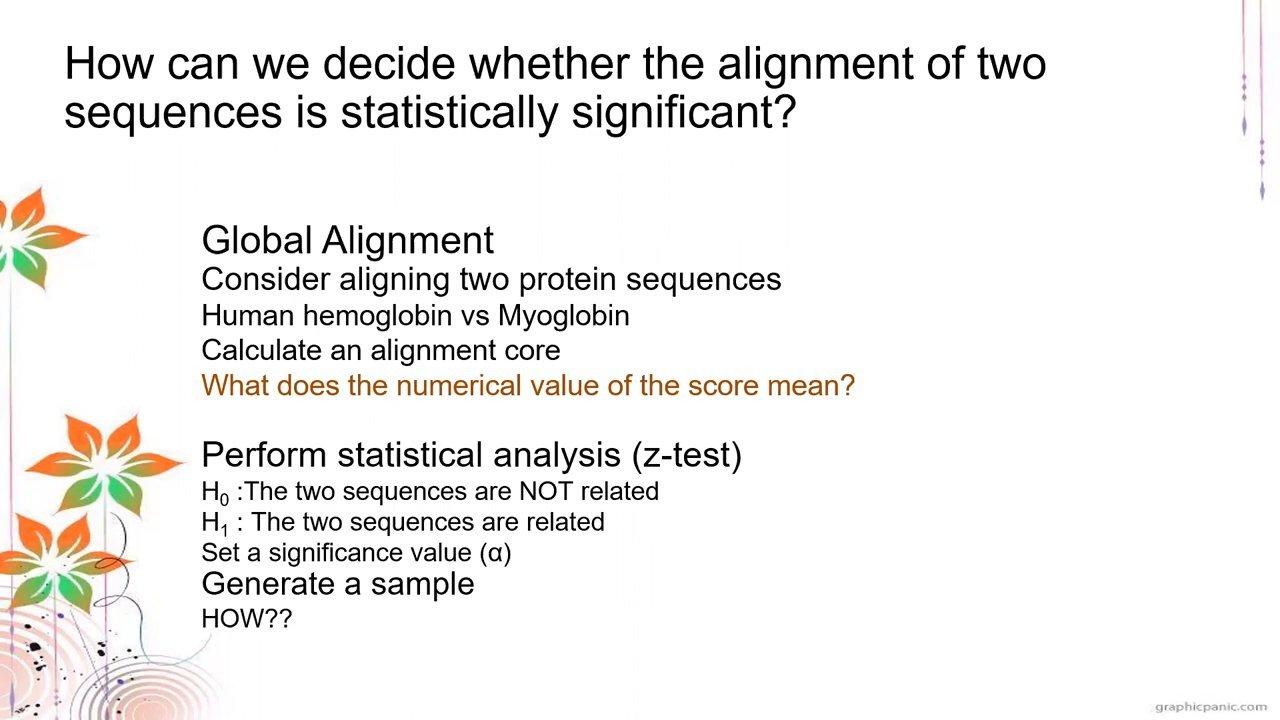 How can we decide whether the alignment of two
sequences is statistically significant?
Global Alignment
Consider aligning two protein sequences
Human hemoglobin vs Myoglobin
Calculate an alignment core
What does the numerical value of the score mean?
Perform statistical analysis (z-test)
H₀ :The two sequences are NOT related
H₁ : The two sequences are related
Set a significance value (α)
Generate a sample
HOW??
graphicpanic.com